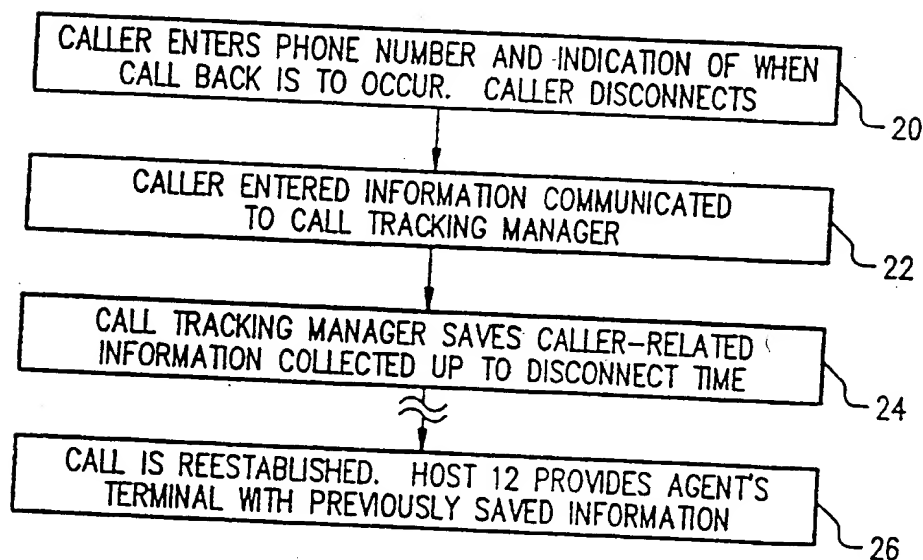 CALLER ENTERS PHONE NUMBER AND INDICATION OF WHEN
CALL BACK IS TO OCCUR. CALLER DISCONNECTS
20
CALLER ENTERED INFORMATION COMMUNICATED
TO CALL TRACKING MANAGER
22
CALL TRACKING MANAGER SAVES CALLER-RELATED
INFORMATION COLLECTED UP TO DISCONNECT TIME
24
CALL IS REESTABLISHED. HOST 12 PROVIDES AGENT'S
TERMINAL WITH PREVIOUSLY SAVED INFORMATION
26